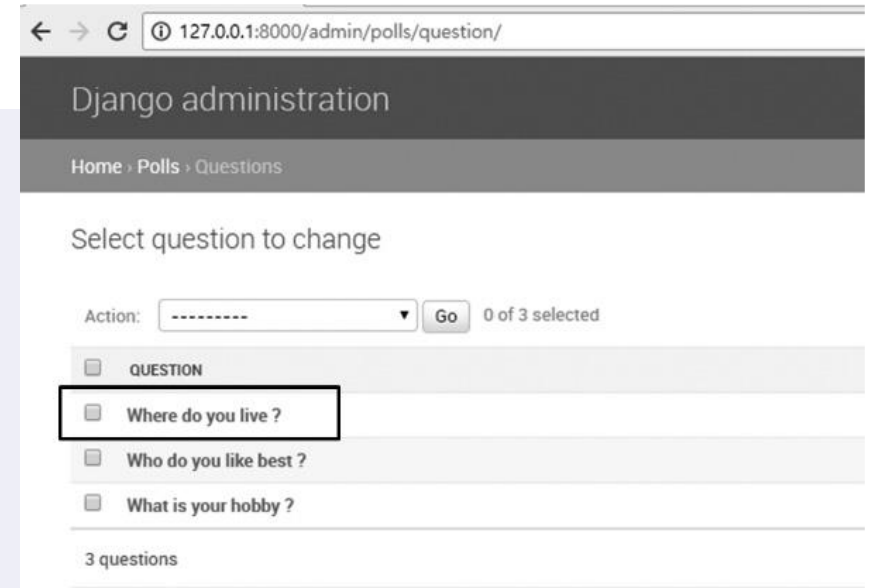 127.0.0.1:8000/admin/polls/question/
Django administration
Home › Polls › Questions
Select question to change
Action: --------- Go 0 of 3 selected
QUESTION
Where do you live ?
Who do you like best ?
What is your hobby ?
3 questions